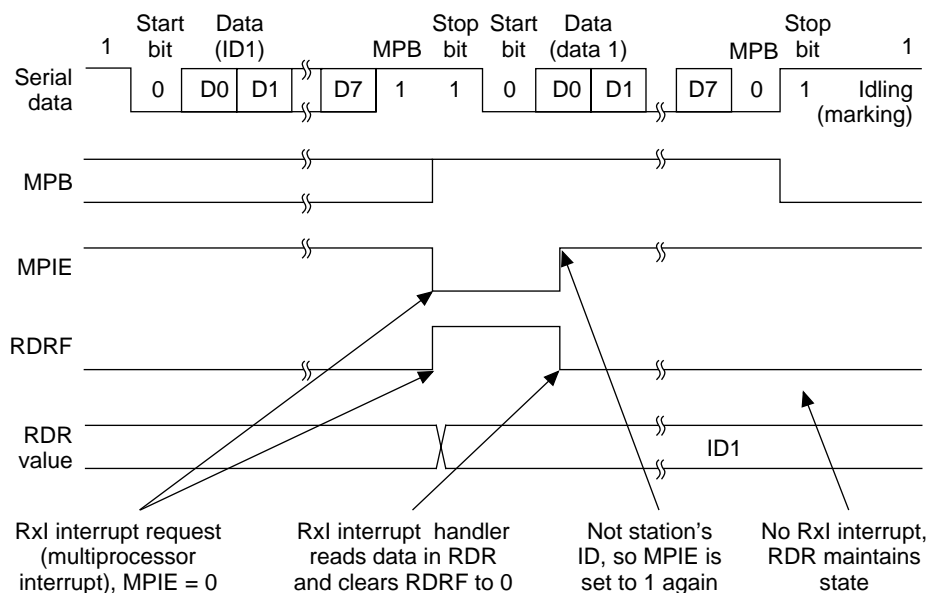 Start Data Stop Start Data Stop
1 bit (ID1) MPB bit bit (data 1) MPB bit 1
Serial data 0 D0 D1 D7 1 1 0 D0 D1 D7 0 1 Idling (marking)
MPB
MPIE
RDRF
RDR
value
ID1
RxI interrupt request
(multiprocessor
interrupt), MPIE = 0
RxI interrupt handler
reads data in RDR
and clears RDRF to 0
Not station's
ID, so MPIE is
set to 1 again
No RxI interrupt,
RDR maintains
state